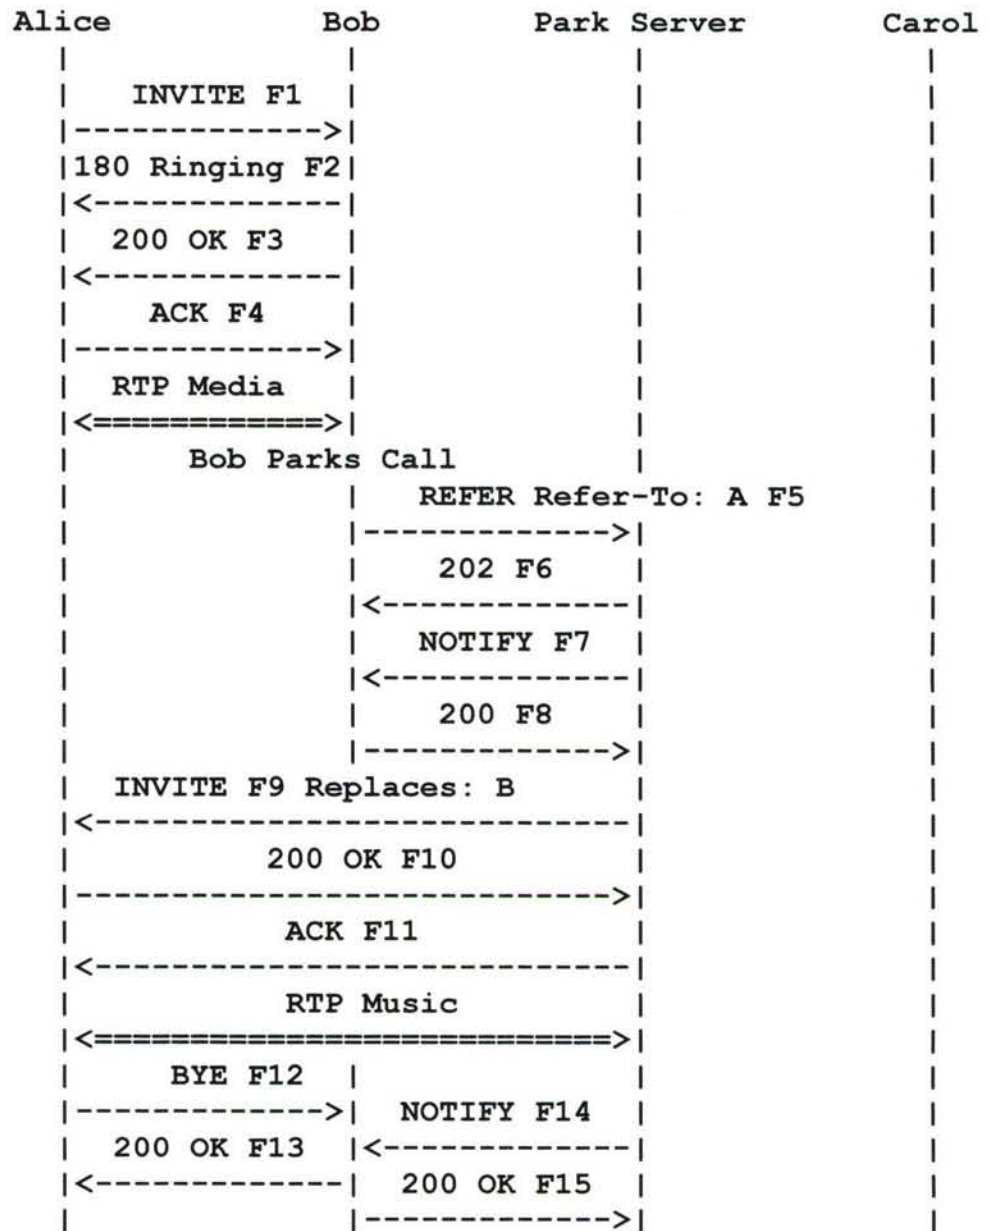 Alice Bob Park Server Carol
INVITE F1
180 Ringing F2
200 OK F3
ACK F4
RTP Media
Bob Parks Call
REFER Refer-To: A F5
202 F6
NOTIFY F7
200 F8
INVITE F9 Replaces: B
200 OK F10
ACK F11
RTP Music
BYE F12
NOTIFY F14
200 OK F13
200 OK F15